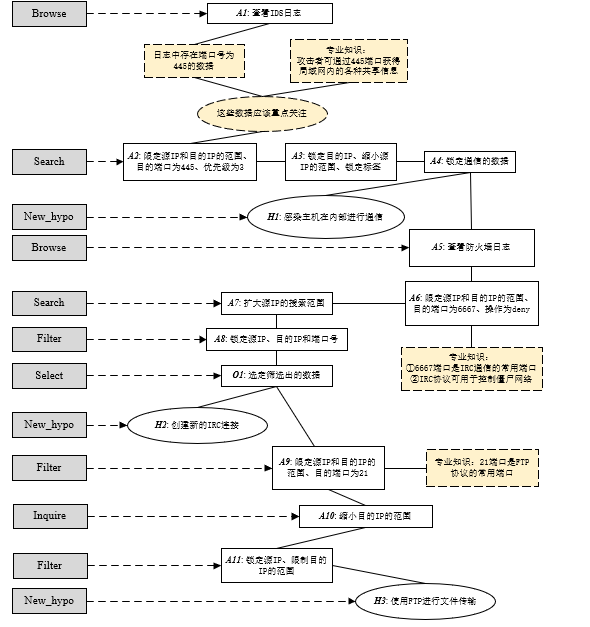 Browse
A1: 查看IDS日志
日志中存在端口号为
445的数据
专业知识：
攻击者可通过445端口获得
局域网内的各种共享信息
这些数据应该重点关注
Search
A2: 限定源IP和目的IP的范围、
目的端口为445、优先级为3
A3: 锁定目的IP、缩小源
IP的范围、锁定标签
A4: 锁定通信的数据
New_hypo
H1: 感染主机在内部进行通信
Browse
A5: 查看防火墙日志
Search
A7: 扩大源IP的搜索范围
A6: 限定源IP和目的IP的范围、
目的端口为6667、操作为deny
Filter
A8: 锁定源IP、目的IP和端口号
专业知识：
①6667端口是IRC通信的常用端口
②IRC协议可用于控制僵尸网络
Select
O1: 选定筛选出的数据
New_hypo
H2: 创建新的IRC连接
Filter
A9: 限定源IP和目的IP的
范围、目的端口为21
专业知识：21端口是FTP
协议的常用端口
Inquire
A10: 缩小目的IP的范围
Filter
A11: 锁定源IP、限制目的
IP的范围
New_hypo
H3: 使用FTP进行文件传输